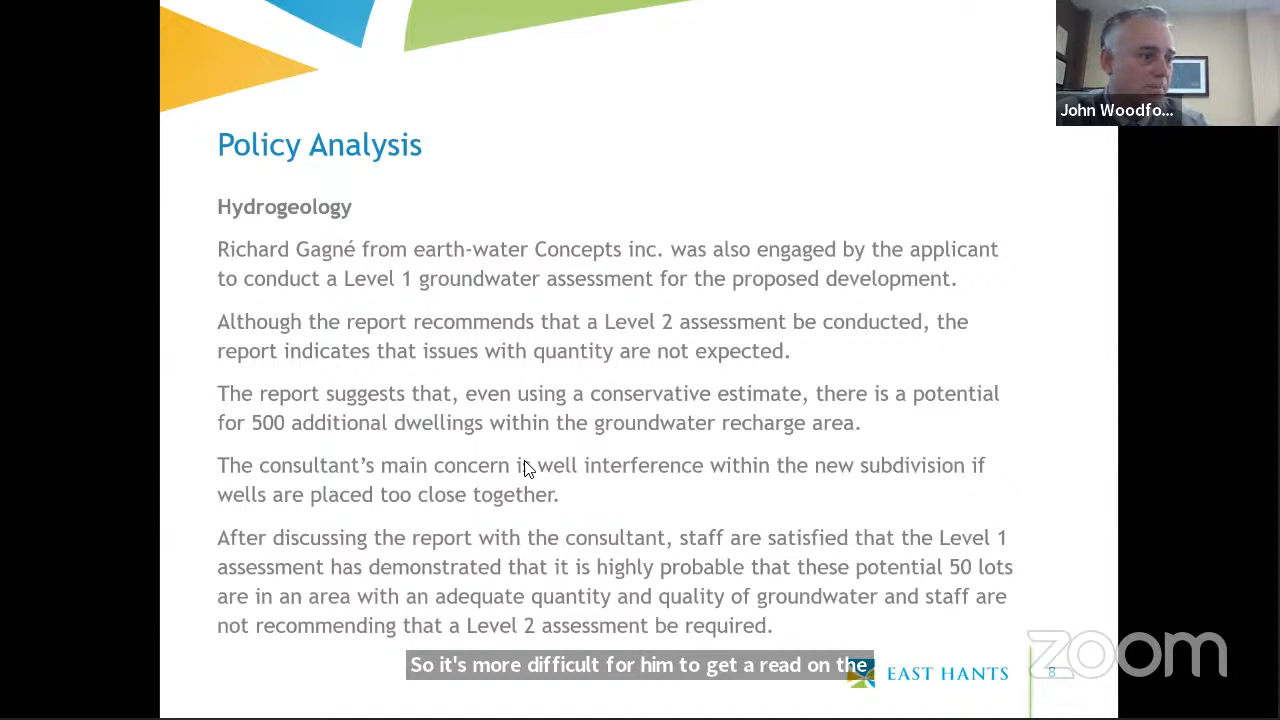 John Woodfo...
Policy Analysis
Hydrogeology
Richard Gagné from earth-water Concepts inc. was also engaged by the applicant
to conduct a Level 1 groundwater assessment for the proposed development.
Although the report recommends that a Level 2 assessment be conducted, the
report indicates that issues with quantity are not expected.
The report suggests that, even using a conservative estimate, there is a potential
for 500 additional dwellings within the groundwater recharge area.
The consultant's main concern is well interference within the new subdivision if
wells are placed too close together.
After discussing the report with the consultant, staff are satisfied that the Level 1
assessment has demonstrated that it is highly probable that these potential 50 lots
are in an area with an adequate quantity and quality of groundwater and staff are
not recommending that a Level 2 assessment be required.
So it's more difficult for him to get a read on the
EAST HANTS
8
zoom